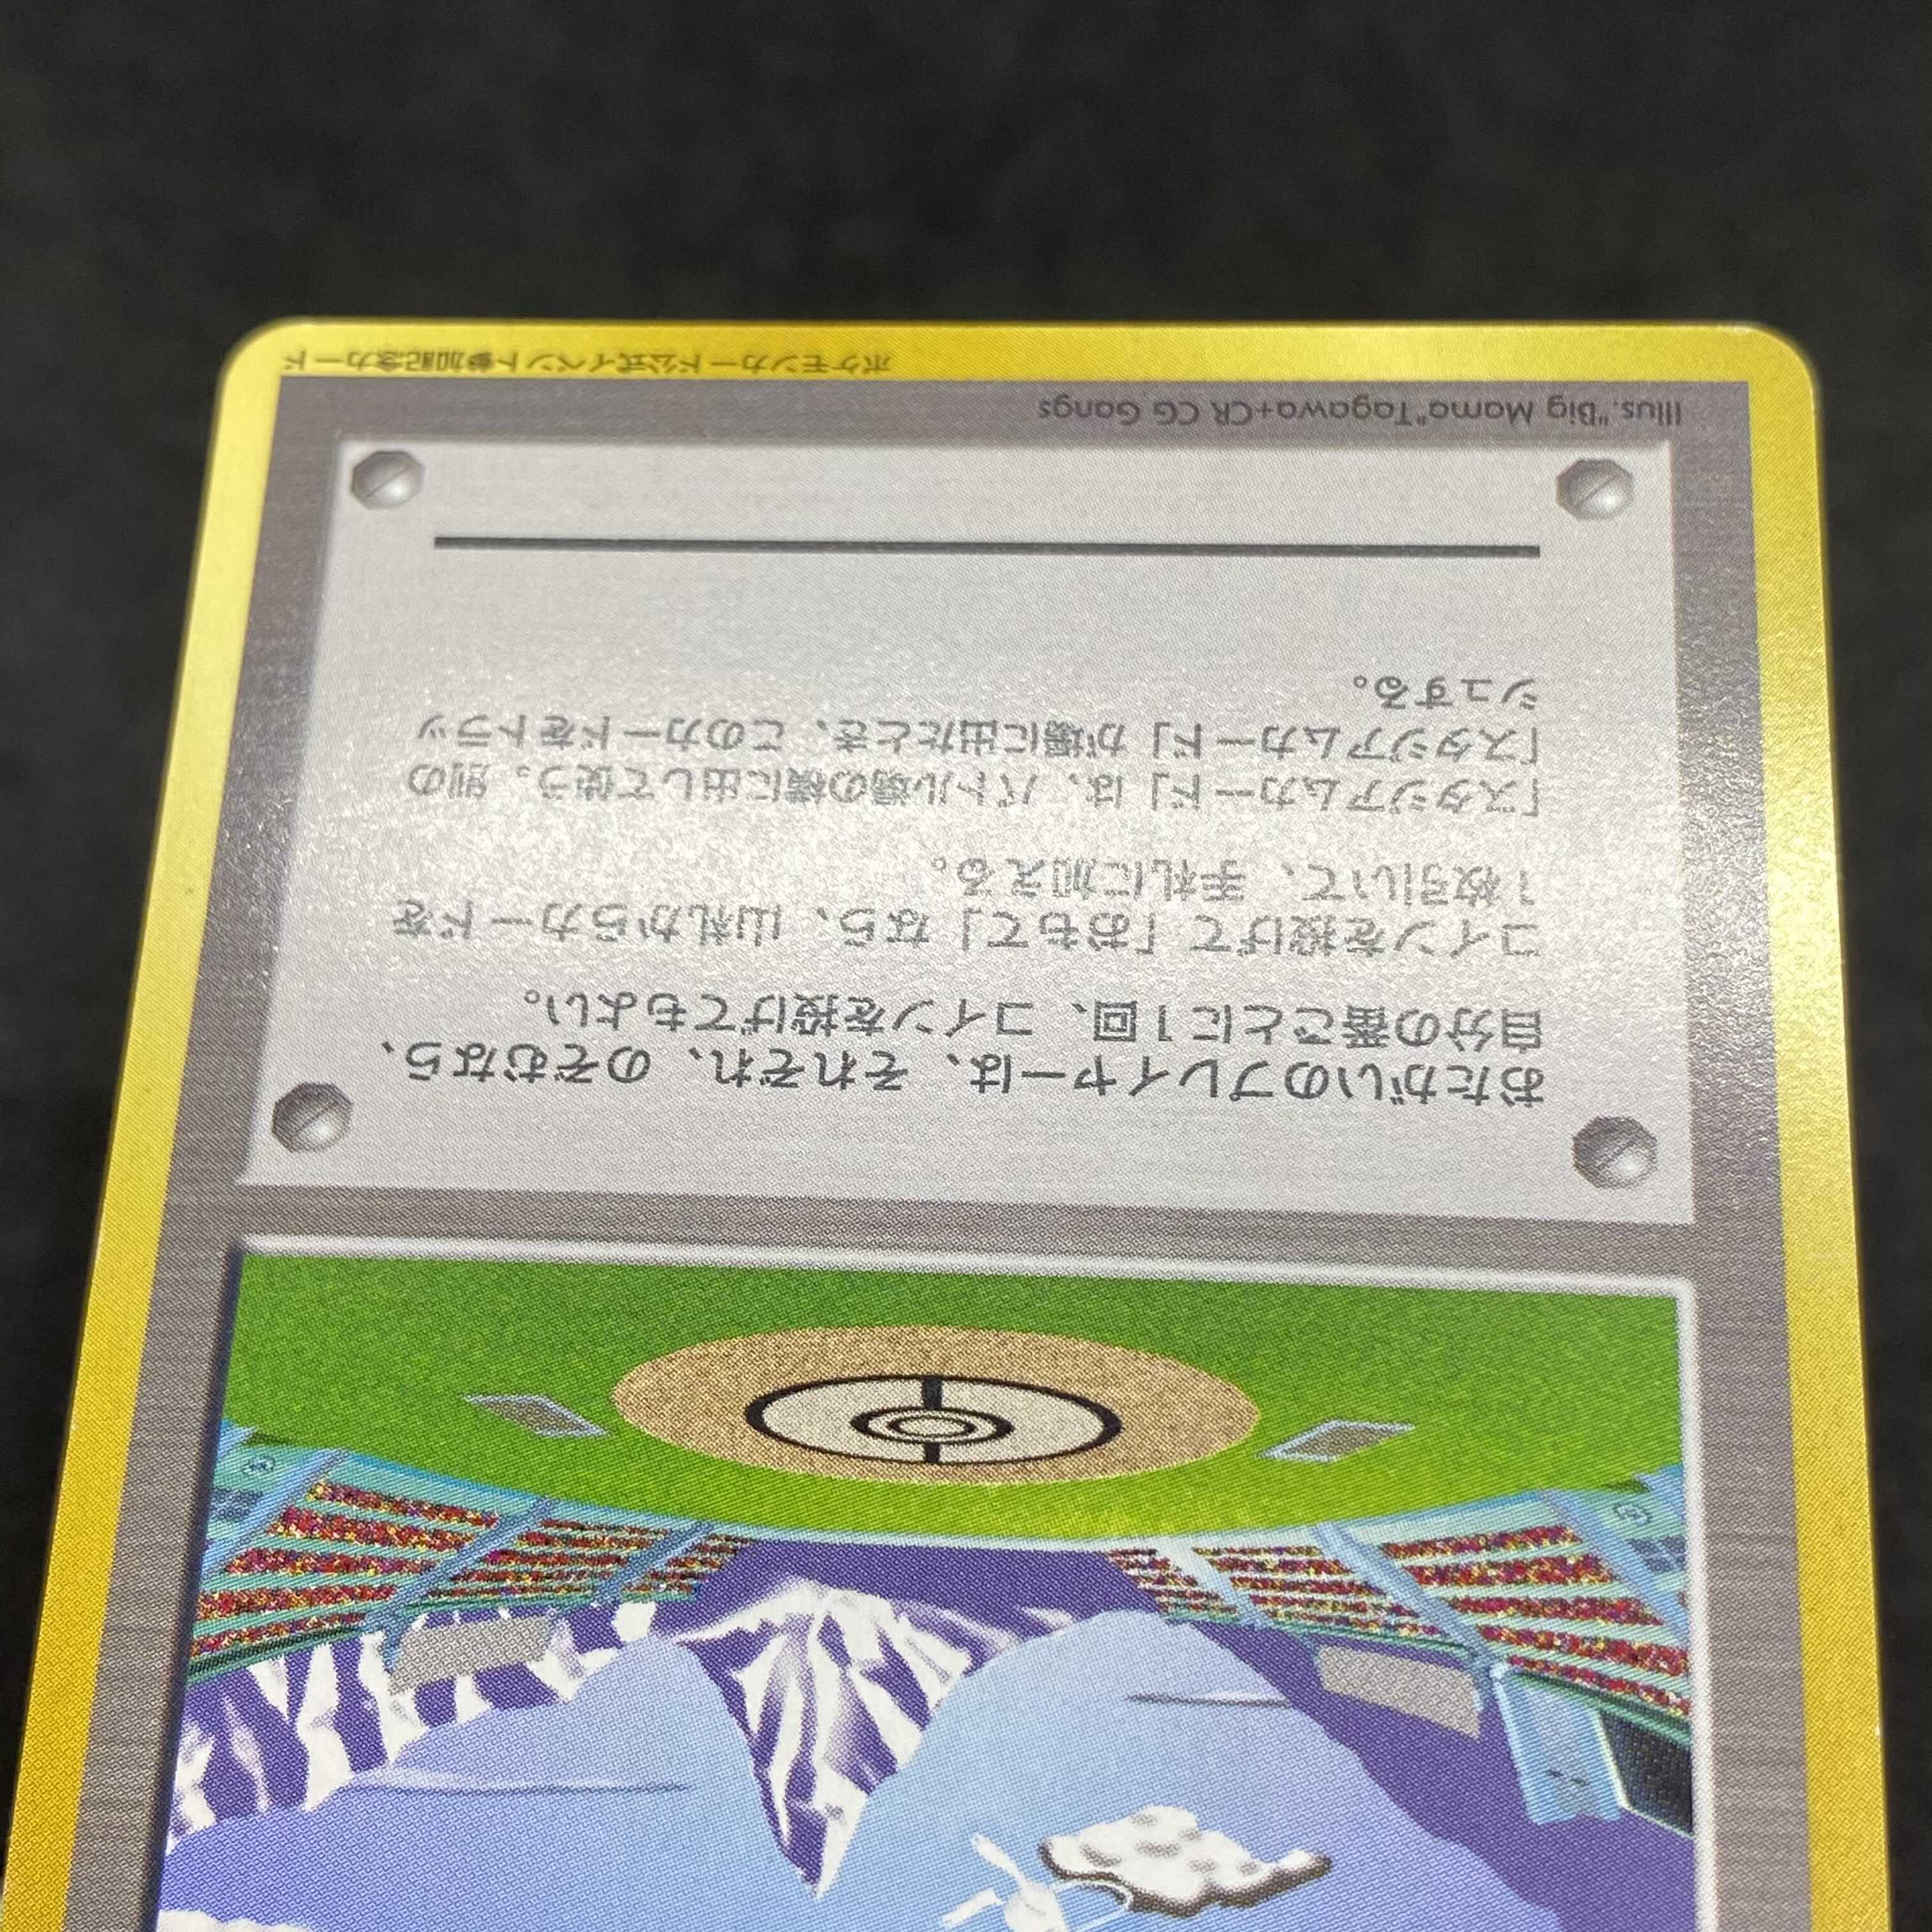 おたがいのプレイヤーは、それぞれ、のぞむなら、
自分の番ごとに1回、コインを投げてもよい。
コインを投げて「おもて」なら、山札からカードを
1枚引いて、手札に加える。
「スタジアムカード」は、バトル場の横に出して使う。別の
「スタジアムカード」が場に出たとき、このカードをトラッ
シュする。
Illus."Big Mama"Tagawa+CR CG Gangs
ポケモンカード公式イベント参加記念カード